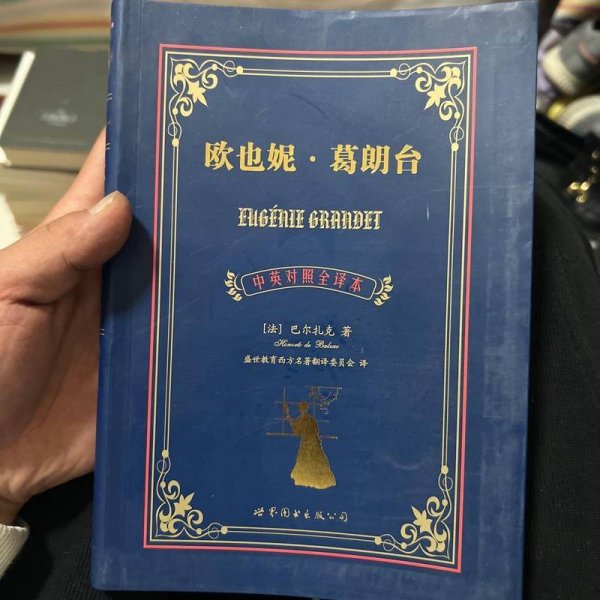 欧也妮·葛朗台
EUGÉNIE GRANDET
中英对照全译本
[法] 巴尔扎克 著
Honoré de Balzac
盛世教育西方名著翻译委员会 译
世界图书出版公司